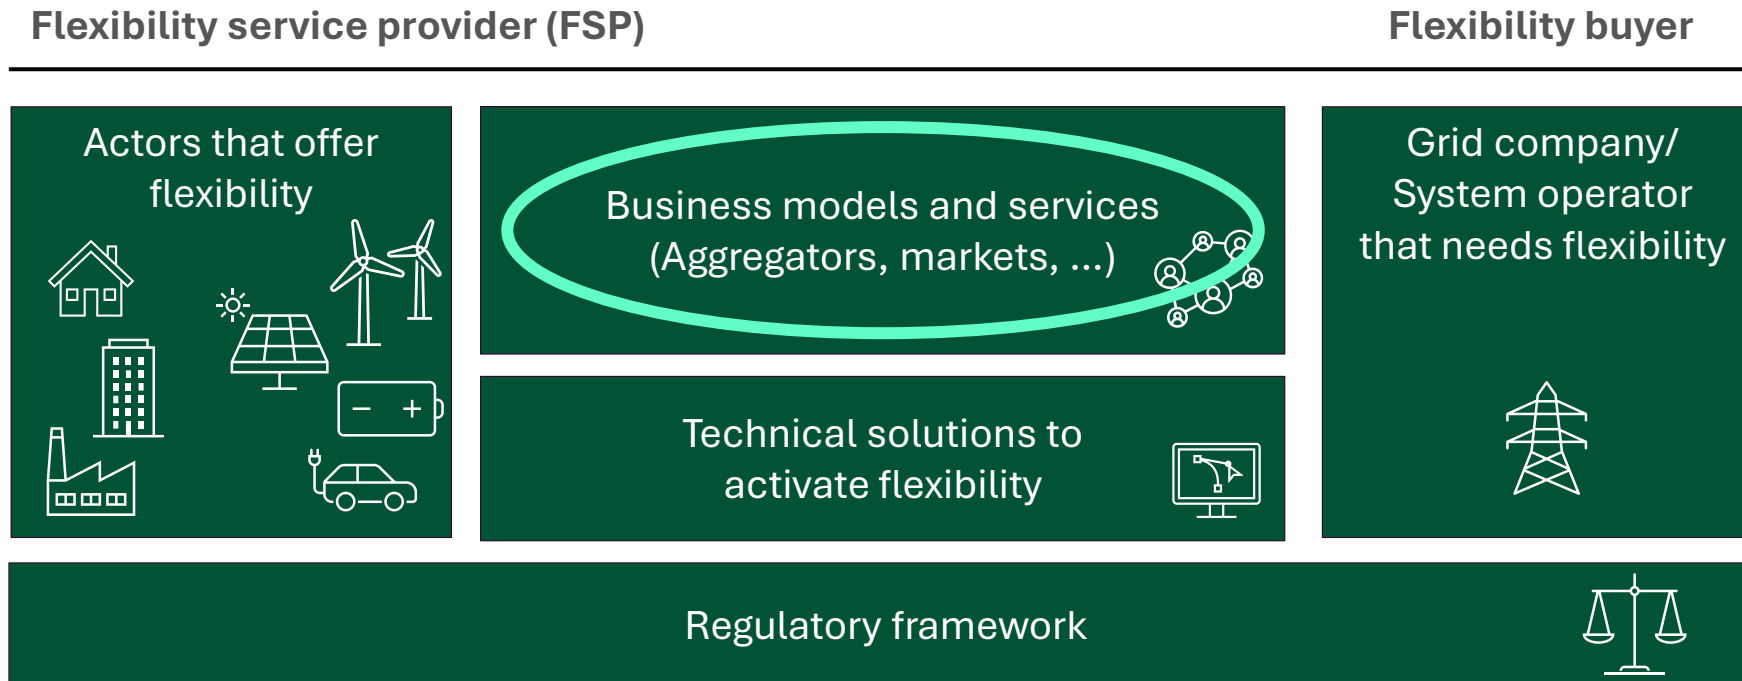 Flexibility service provider (FSP)
Flexibility buyer
Actors that offer
flexibility
Business models and services
(Aggregators, markets, ...)
Technical solutions to
activate flexibility
Grid company/
System operator
that needs flexibility
Regulatory framework